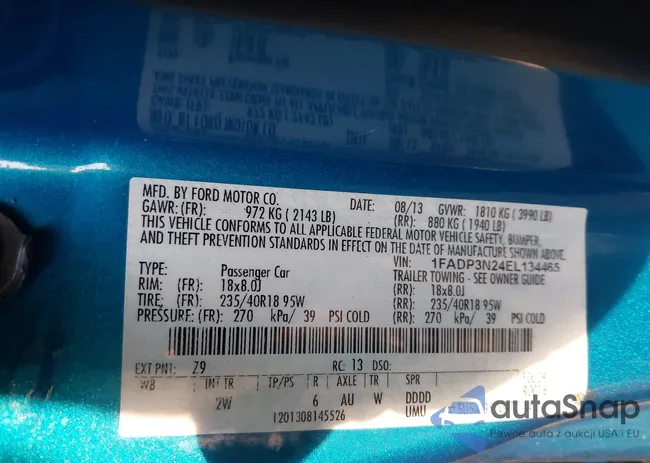 MFD. BY FORD MOTOR CO.
08/13 GVWR: 1810 KG ( 3990 LB)
GAWR: (FR): 972 KG ( 2143 LB) (RR): 880 KG ( 1940 LB)
THIS VEHICLE CONFORMS TO ALL APPLICABLE FEDERAL MOTOR VEHICLE SAFETY, BUMPER,
AND THEFT PREVENTION STANDARDS IN EFFECT ON THE DATE OF MANUFACTURE SHOWN ABOVE.
VIN: 1FADP3N24EL134465
TYPE: Passenger Car TRAILER TOWING - SEE OWNER GUIDE
RIM: (FR): 18x8.0J (RR): 18x8.0J
TIRE: (FR): 235/40R18 95W (RR): 235/40R18 95W
PRESSURE: (FR): 270 kPa/ 39 PSI COLD (RR): 270 kPa/ 39 PSI COLD
EXT PNT: Z9 RC: 13 DSO:
WB INT TR TP/PS R AXLE TR SPR
2W 6 AU W DDDD
I201308145526 UMU
autoSnap
Pewne auta z aukcji USA i EU